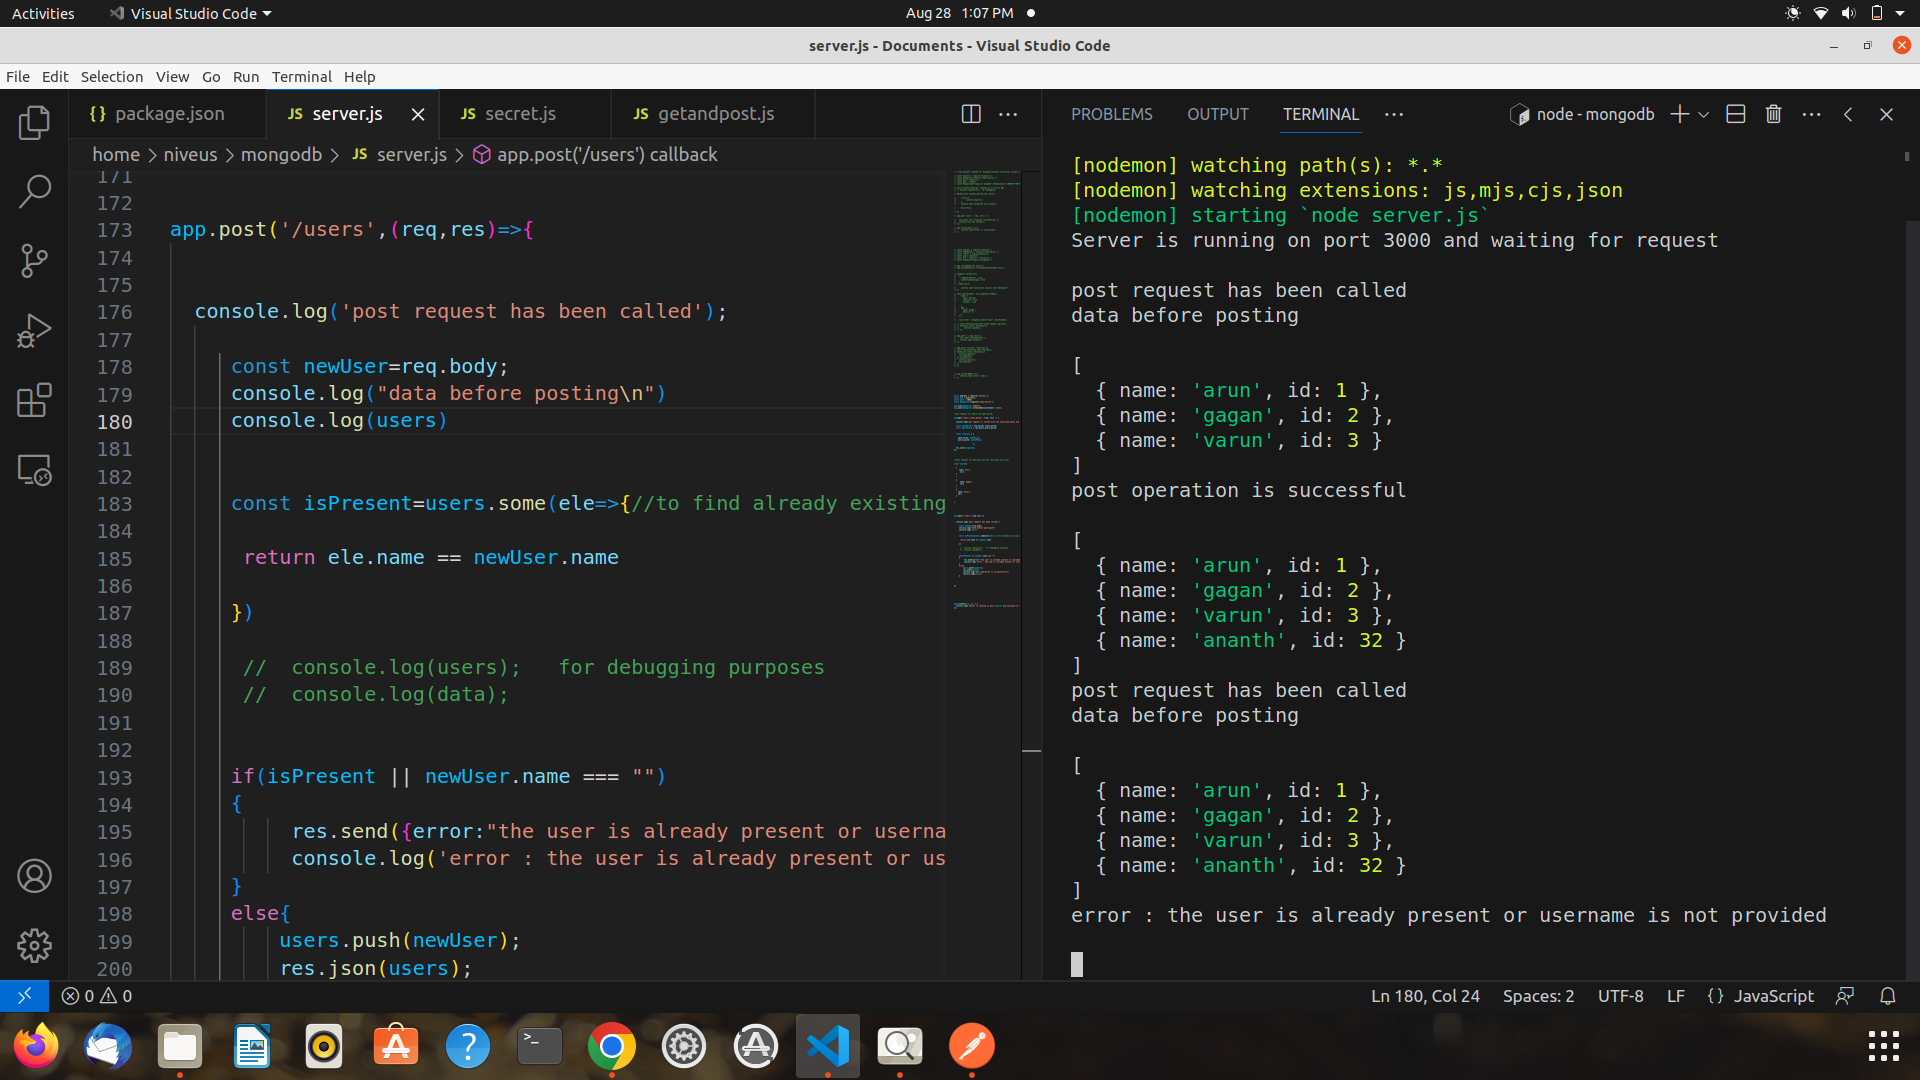 Activities
Visual Studio Code
Aug 28 1:07 PM
server.js - Documents - Visual Studio Code
File Edit Selection View Go Run Terminal Help
{} package.json
JS server.js
JS secret.js
JS getandpost.js
home > niveus > mongodb > JS server.js > app.post('/users') callback
171
172
173 app.post('/users',(req,res)=>{
174
175
176 console.log('post request has been called');
177
178 const newUser=req.body;
179 console.log("data before posting\n")
180 console.log(users)
181
182
183 const isPresent=users.some(ele=>{//to find already existing
184
185 return ele.name == newUser.name
186
187 })
188
189 // console.log(users); for debugging purposes
190 // console.log(data);
191
192
193 if(isPresent || newUser.name === "")
194 {
195 res.send({error:"the user is already present or userna
196 console.log('error : the user is already present or us
197 }
198 else{
199 users.push(newUser);
200 res.json(users);
PROBLEMS OUTPUT TERMINAL
node - mongodb
[nodemon] watching path(s): *.*
[nodemon] watching extensions: js,mjs,cjs,json
[nodemon] starting `node server.js`
Server is running on port 3000 and waiting for request
post request has been called
data before posting
[
{ name: 'arun', id: 1 },
{ name: 'gagan', id: 2 },
{ name: 'varun', id: 3 }
]
post operation is successful
[
{ name: 'arun', id: 1 },
{ name: 'gagan', id: 2 },
{ name: 'varun', id: 3 },
{ name: 'ananth', id: 32 }
]
post request has been called
data before posting
[
{ name: 'arun', id: 1 },
{ name: 'gagan', id: 2 },
{ name: 'varun', id: 3 },
{ name: 'ananth', id: 32 }
]
error : the user is already present or username is not provided
0 0
Ln 180, Col 24 Spaces: 2 UTF-8 LF {} JavaScript